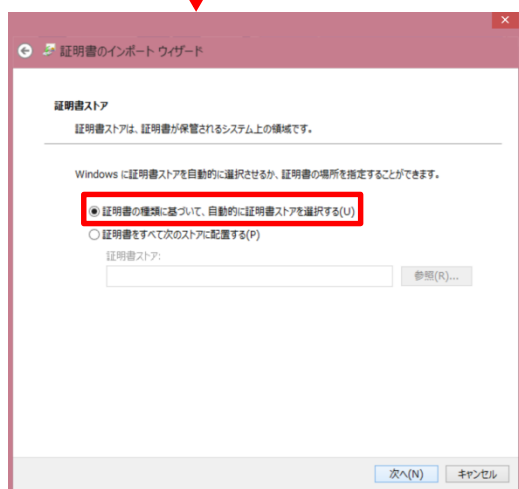 証明書のインポート ウィザード
証明書ストア
証明書ストアは、証明書が保管されるシステム上の領域です。
Windows に証明書ストアを自動的に選択させるか、証明書の場所を指定することができます。
証明書の種類に基づいて、自動的に証明書ストアを選択する(U)
証明書をすべて次のストアに配置する(P)
証明書ストア:
参照(R)...
次へ(N) キャンセル